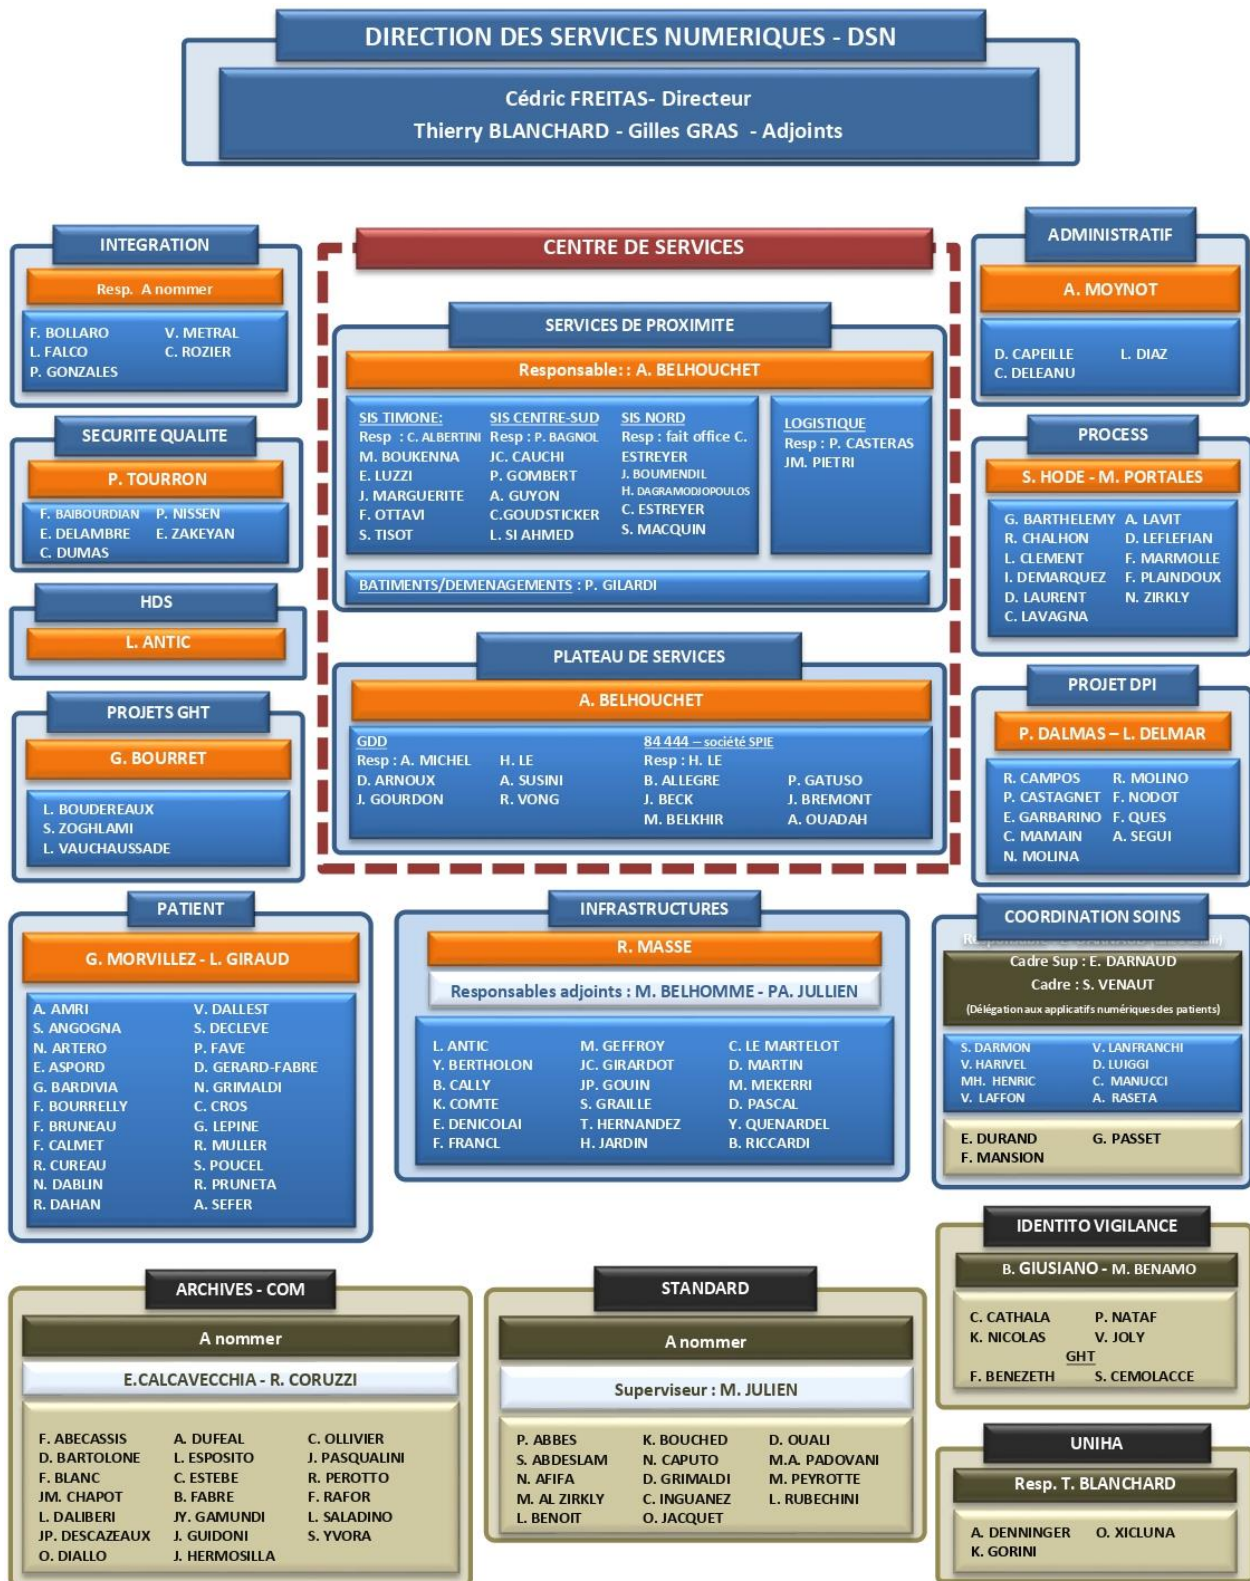 DIRECTION DES SERVICES NUMERIQUES - DSN
Cédric FREITAS- Directeur
Thierry BLANCHARD - Gilles GRAS - Adjoints
INTEGRATION
Resp. A nommer
F. BOLLARO V. METRAL
L. FALCO C. ROZIER
P. GONZALES
SECURITE QUALITE
P. TOURRON
F. BAIBOURDIAN P. NISSEN
E. DELAMBRE E. ZAKEYAN
C. DUMAS
HDS
L. ANTIC
PROJETS GHT
G. BOURRET
L. BOUDEREAUX
S. ZOGHLAMI
L. VAUCHAUSSADE
CENTRE DE SERVICES
SERVICES DE PROXIMITE
Responsable: : A. BELHOUCHET
SIS TIMONE:
Resp : C. ALBERTINI
M. BOUKENNA
E. LUZZI
J. MARGUERITE
F. OTTAVI
S. TISOT
SIS CENTRE-SUD
Resp : P. BAGNOL
JC. CAUCHI
P. GOMBERT
A. GUYON
C.GOUDSTICKER
L. SI AHMED
SIS NORD
Resp : fait office C.
ESTREYER
J. BOUMENDIL
H. DAGRAMODJOPOULOS
C. ESTREYER
S. MACQUIN
LOGISTIQUE
Resp : P. CASTERAS
JM. PIETRI
BATIMENTS/DEMENAGEMENTS : P. GILARDI
PLATEAU DE SERVICES
A. BELHOUCHET
GDD
Resp : A. MICHEL H. LE
D. ARNOUX A. SUSINI
J. GOURDON R. VONG
84 444 – société SPIE
Resp : H. LE
B. ALLEGRE P. GATUSO
J. BECK J. BREMONT
M. BELKHIR A. OUADAH
ADMINISTRATIF
A. MOYNOT
D. CAPEILLE L. DIAZ
C. DELEANU
PROCESS
S. HODE - M. PORTALES
G. BARTHELEMY A. LAVIT
R. CHALHON D. LEFLEFIAN
L. CLEMENT F. MARMOLLE
I. DEMARQUEZ F. PLAINDOUX
D. LAURENT N. ZIRKLY
C. LAVAGNA
PROJET DPI
P. DALMAS – L. DELMAR
R. CAMPOS R. MOLINO
P. CASTAGNET F. NODOT
E. GARBARINO F. QUES
C. MAMAIN A. SEGUI
N. MOLINA
PATIENT
G. MORVILLEZ - L. GIRAUD
A. AMRI V. DALLEST
S. ANGOGNA S. DECLEVE
N. ARTERO P. FAVE
E. ASPORD D. GERARD-FABRE
G. BARDIVIA N. GRIMALDI
F. BOURRELLY C. CROS
F. BRUNEAU G. LEPINE
F. CALMET R. MULLER
R. CUREAU S. POUCEL
N. DABLIN R. PRUNETA
R. DAHAN A. SEFER
INFRASTRUCTURES
R. MASSE
Responsables adjoints : M. BELHOMME - PA. JULLIEN
L. ANTIC M. GEFFROY C. LE MARTELOT
Y. BERTHOLON JC. GIRARDOT D. MARTIN
B. CALLY JP. GOUIN M. MEKERRI
K. COMTE S. GRAILLE D. PASCAL
E. DENICOLAI T. HERNANDEZ Y. QUENARDEL
F. FRANCL H. JARDIN B. RICCARDI
COORDINATION SOINS
Cadre Sup : E. DARNAUD
Cadre : S. VENAUT
(Délégation aux applicatifs numériques des patients)
S. DARMON V. LANFRANCHI
V. HARIVEL D. LUIGGI
MH. HENRIC C. MANUCCI
V. LAFFON A. RASETA
E. DURAND G. PASSET
F. MANSION
IDENTITO VIGILANCE
B. GIUSIANO - M. BENAMO
C. CATHALA P. NATAF
K. NICOLAS V. JOLY
GHT
F. BENEZETH S. CEMOLACCE
ARCHIVES - COM
A nommer
E.CALCAVECCHIA - R. CORUZZI
F. ABECASSIS A. DUFEAL C. OLLIVIER
D. BARTOLONE L. ESPOSITO J. PASQUALINI
F. BLANC C. ESTEBE R. PEROTTO
JM. CHAPOT B. FABRE F. RAFOR
L. DALIBERI JY. GAMUNDI L. SALADINO
JP. DESCAZEAUX J. GUIDONI S. YVORA
O. DIALLO J. HERMOSILLA
STANDARD
A nommer
Superviseur : M. JULIEN
P. ABBES K. BOUCHED D. OUALI
S. ABDESLAM N. CAPUTO M.A. PADOVANI
N. AFIFA D. GRIMALDI M. PEYROTTE
M. AL ZIRKLY C. INGUANEZ L. RUBECHINI
L. BENOIT O. JACQUET
UNIHA
Resp. T. BLANCHARD
A. DENNINGER O. XICLUNA
K. GORINI